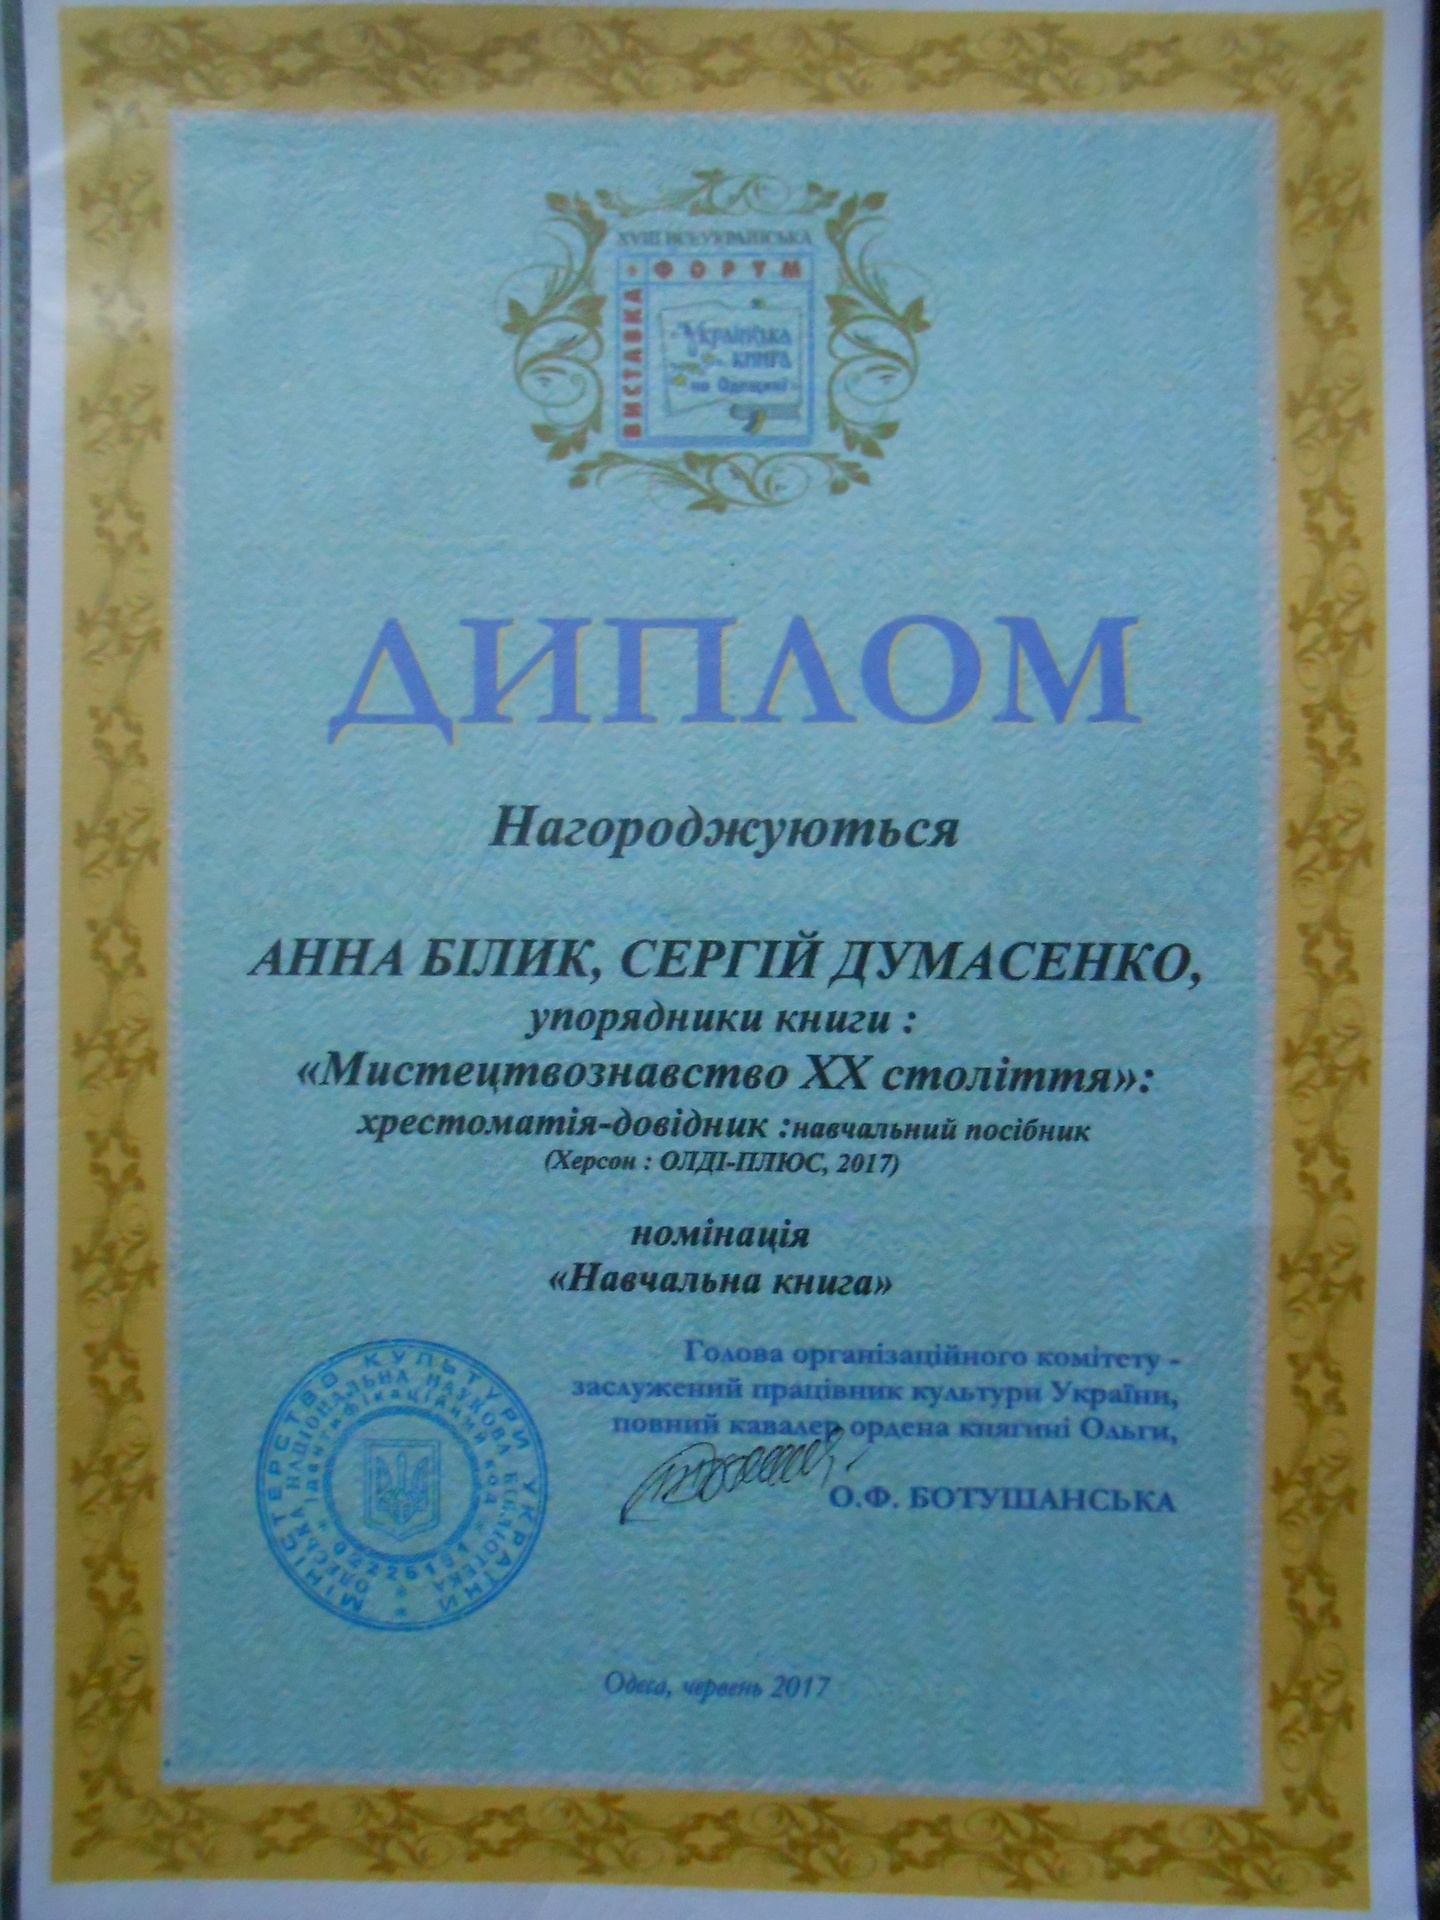 XVIII ВСЕУКРАЇНСЬКА
ВИСТАВКА
ФОРУМ
«Українська
книга
на Одещині»
ДИПЛОМ
Нагороджуються
АННА БІЛИК, СЕРГІЙ ДУМАСЕНКО,
упорядники книги :
«Мистецтвознавство XX століття»:
хрестоматія-довідник :навчальний посібник
(Херсон : ОЛДІ-ПЛЮС, 2017)
номінація
«Навчальна книга»
Голова організаційного комітету -
заслужений працівник культури України,
повний кавалер ордена княгині Ольги,
О.Ф. БОТУШАНСЬКА
МІНІСТЕРСТВО КУЛЬТУРИ УКРАЇНИ
ОДЕСЬКА НАЦІОНАЛЬНА НАУКОВА БІБЛІОТЕКА
Ідентифікаційний код
Одеса, червень 2017